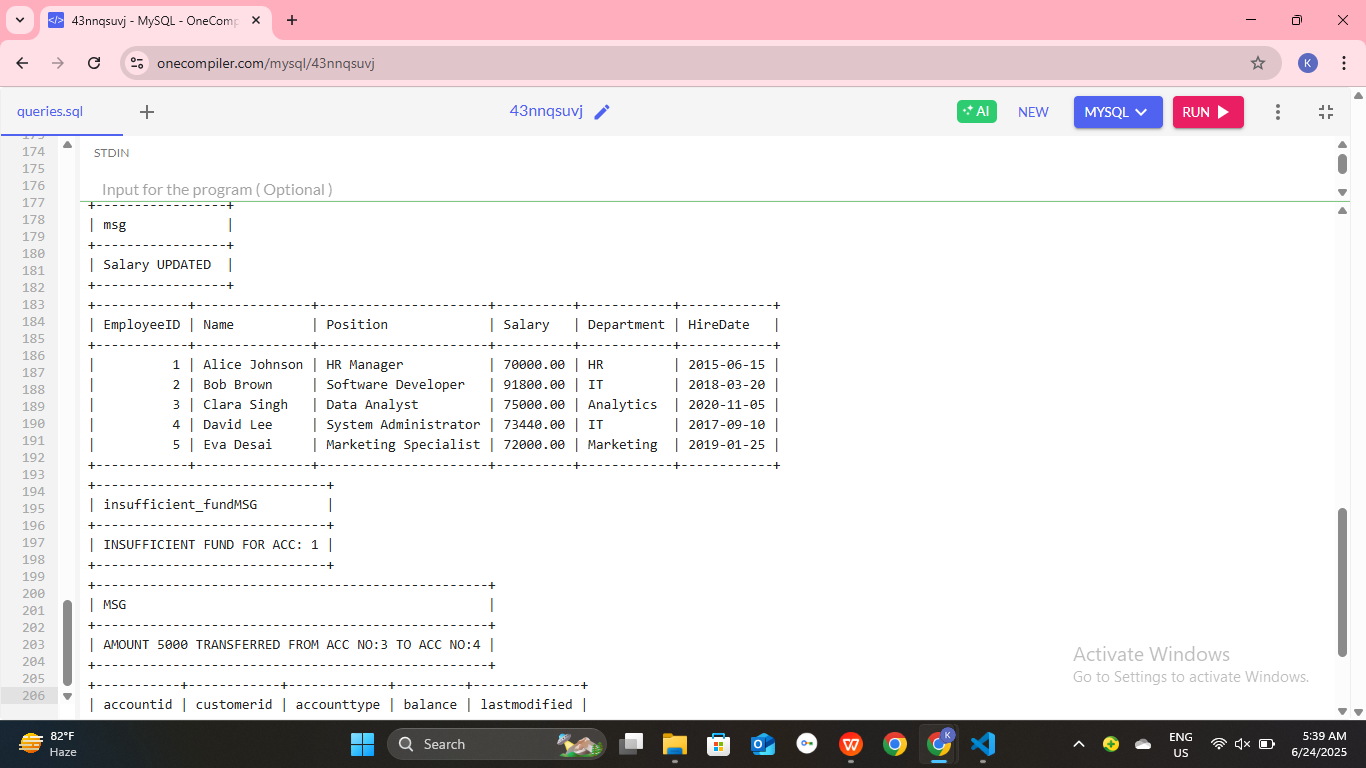 43nnqsuvj - MySQL - OneComp
onecompiler.com/mysql/43nnqsuvj
K
queries.sql
43nnqsuvj
AI
NEW
MYSQL
RUN
174
175
176
177
178
179
180
181
182
183
184
185
186
187
188
189
190
191
192
193
194
195
196
197
198
199
200
201
202
203
204
205
206
STDIN
Input for the program ( Optional )
+-----------------+
| msg             |
+-----------------+
| Salary UPDATED  |
+-----------------+
+------------+---------------+----------------------+----------+------------+------------+
| EmployeeID | Name          | Position             | Salary   | Department | HireDate   |
+------------+---------------+----------------------+----------+------------+------------+
|          1 | Alice Johnson | HR Manager           | 70000.00 | HR         | 2015-06-15 |
|          2 | Bob Brown     | Software Developer   | 91800.00 | IT         | 2018-03-20 |
|          3 | Clara Singh   | Data Analyst         | 75000.00 | Analytics  | 2020-11-05 |
|          4 | David Lee     | System Administrator | 73440.00 | IT         | 2017-09-10 |
|          5 | Eva Desai     | Marketing Specialist | 72000.00 | Marketing  | 2019-01-25 |
+------------+---------------+----------------------+----------+------------+------------+
+------------------------------+
| insufficient_fundMSG         |
+------------------------------+
| INSUFFICIENT FUND FOR ACC: 1 |
+------------------------------+
+---------------------------------------------------+
| MSG                                               |
+---------------------------------------------------+
| AMOUNT 5000 TRANSFERRED FROM ACC NO:3 TO ACC NO:4 |
+---------------------------------------------------+
+-----------+------------+-------------+---------+--------------+
| accountid | customerid | accounttype | balance | lastmodified |
Activate Windows
Go to Settings to activate Windows.
82°F
Haze
Search
K
ENG
US
5:39 AM
6/24/2025